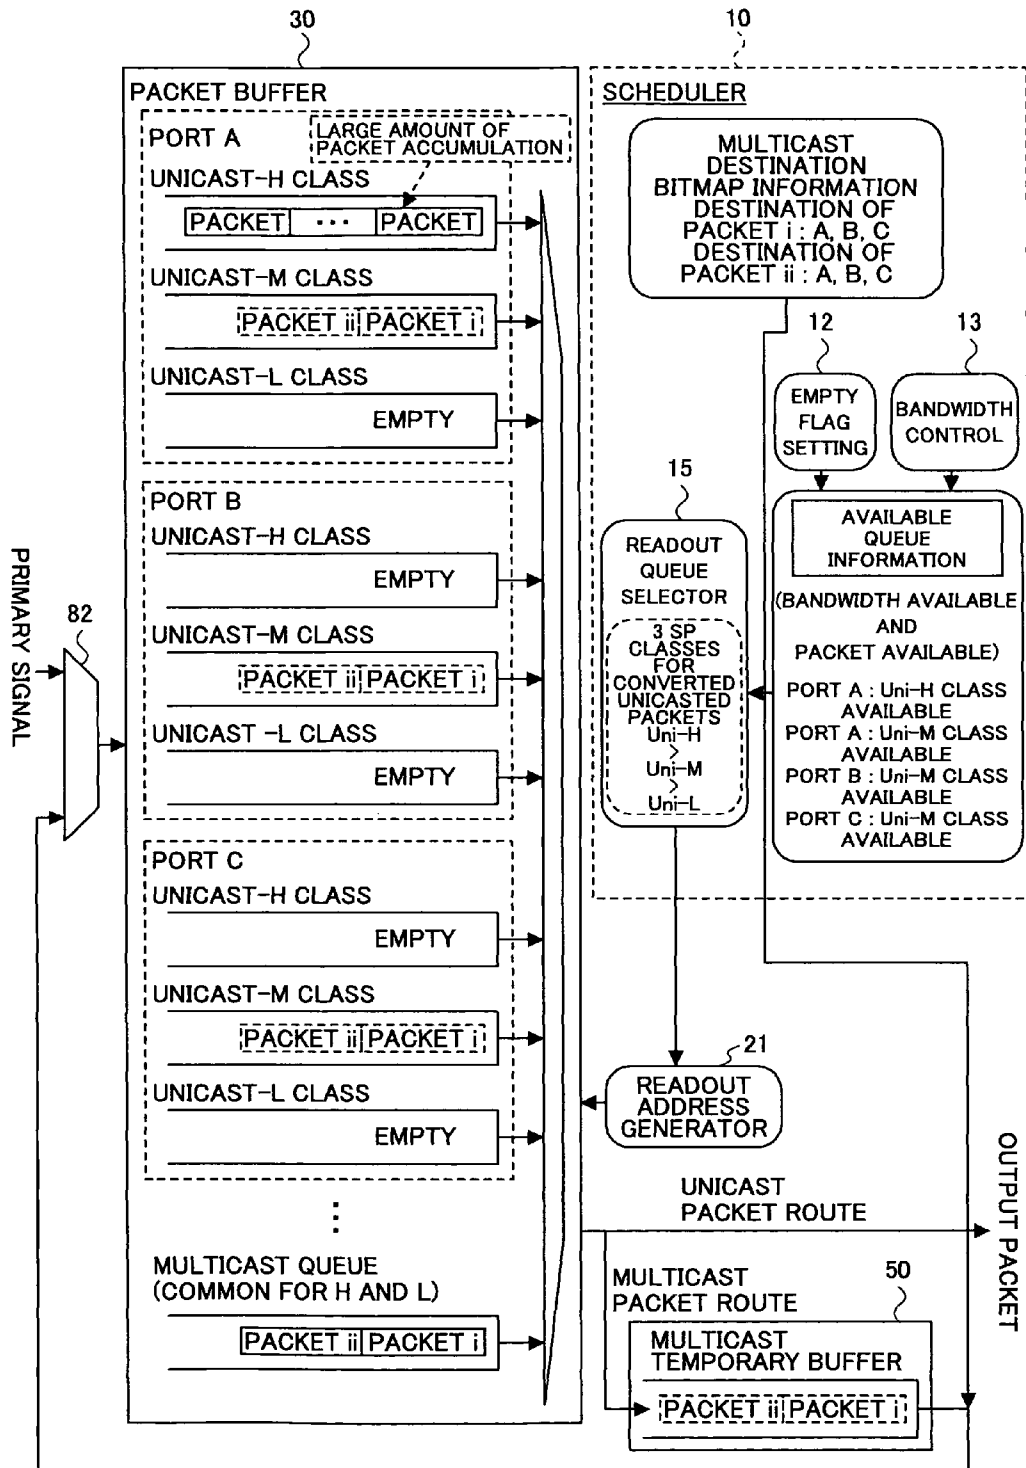 30
10
PACKET BUFFER
PORT A
LARGE AMOUNT OF
PACKET ACCUMULATION
UNICAST-H CLASS
PACKET ... PACKET
UNICAST-M CLASS
PACKET ii PACKET i
UNICAST-L CLASS
EMPTY
PORT B
UNICAST-H CLASS
EMPTY
UNICAST-M CLASS
PACKET ii PACKET i
UNICAST -L CLASS
EMPTY
PORT C
UNICAST-H CLASS
EMPTY
UNICAST-M CLASS
PACKET ii PACKET i
UNICAST-L CLASS
EMPTY
MULTICAST QUEUE
(COMMON FOR H AND L)
PACKET ii PACKET i
PRIMARY SIGNAL
82
SCHEDULER
MULTICAST
DESTINATION
BITMAP INFORMATION
DESTINATION OF
PACKET i : A, B, C
DESTINATION OF
PACKET ii : A, B, C
12
EMPTY
FLAG
SETTING
13
BANDWIDTH
CONTROL
15
READOUT
QUEUE
SELECTOR
3 SP
CLASSES
FOR
CONVERTED
UNICASTED
PACKETS
Uni-H
>
Uni-M
>
Uni-L
AVAILABLE
QUEUE
INFORMATION
(BANDWIDTH AVAILABLE
AND
PACKET AVAILABLE)
PORT A : Uni-H CLASS
AVAILABLE
PORT A : Uni-M CLASS
AVAILABLE
PORT B : Uni-M CLASS
AVAILABLE
PORT C : Uni-M CLASS
AVAILABLE
21
READOUT
ADDRESS
GENERATOR
UNICAST
PACKET ROUTE
OUTPUT PACKET
MULTICAST
PACKET ROUTE
50
MULTICAST
TEMPORARY BUFFER
PACKET ii PACKET i